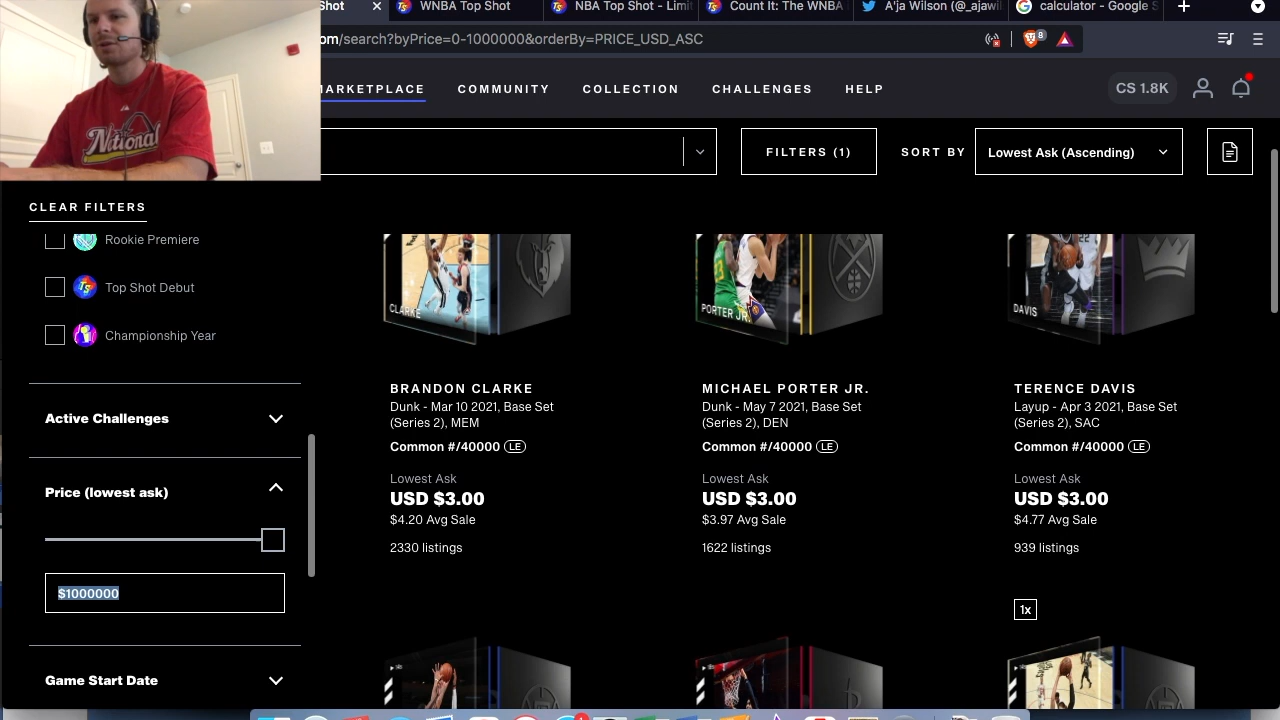 Shot
WNBA Top Shot
NBA Top Shot - Limit
Count It: The WNBA
A'ja Wilson (@_ajawil
calculator - Google S
om/search?byPrice=0-1000000&orderBy=PRICE_USD_ASC
8
ARKETPLACE
COMMUNITY
COLLECTION
CHALLENGES
HELP
CS 1.8K
National
FILTERS (1)
SORT BY
Lowest Ask (Ascending)
CLEAR FILTERS
Rookie Premiere
Top Shot Debut
Championship Year
Active Challenges
Price (lowest ask)
$1000000
Game Start Date
CLARKE
PORTER JR.
DAVIS
BRANDON CLARKE
Dunk - Mar 10 2021, Base Set
(Series 2), MEM
Common #/40000 LE
Lowest Ask
USD $3.00
$4.20 Avg Sale
2330 listings
MICHAEL PORTER JR.
Dunk - May 7 2021, Base Set
(Series 2), DEN
Common #/40000 LE
Lowest Ask
USD $3.00
$3.97 Avg Sale
1622 listings
TERENCE DAVIS
Layup - Apr 3 2021, Base Set
(Series 2), SAC
Common #/40000 LE
Lowest Ask
USD $3.00
$4.77 Avg Sale
939 listings
1x